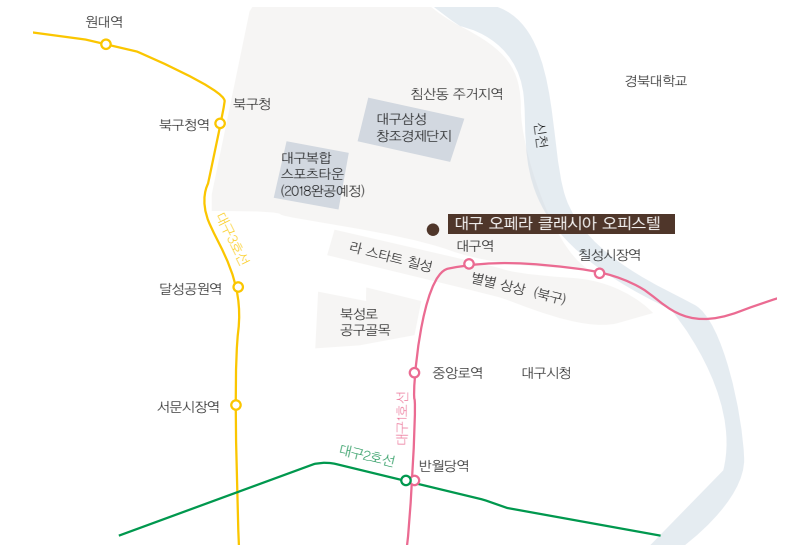 원대역
경북대학교
침산동 주거지역
북구청
대구삼성
창조경제단지
북구청역
신천
대구복합
스포츠타운
(2018완공예정)
대구3호선
대구 오페라 클래시아 오피스텔
대구역
라 스타트 칠성
칠성시장역
별별 상상 (북구)
달성공원역
북성로
공구골목
중앙로역
대구시청
서문시장역
대구1호선
대구2호선
반월당역